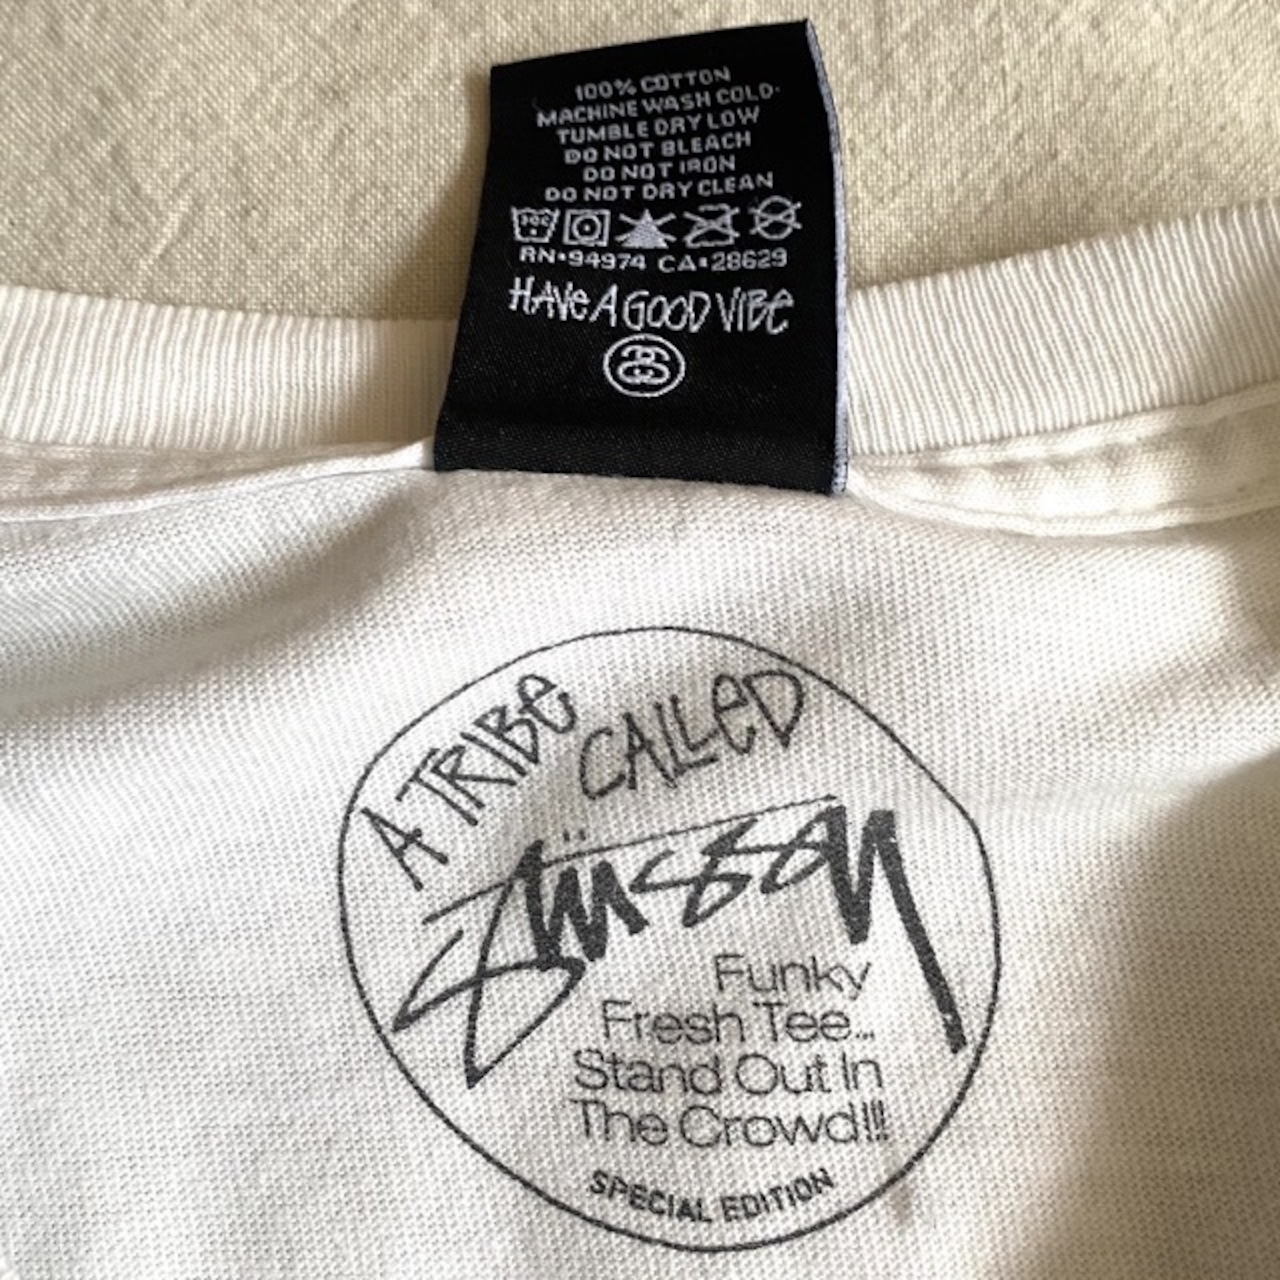 100% COTTON
MACHINE WASH COLD
TUMBLE DRY LOW
DO NOT BLEACH
DO NOT IRON
DO NOT DRY CLEAN
30C
RN•94974 CA•28629
HAVE A GOOD VIBE
A TRIBE CALLED
Stüssy
Funky
Fresh Tee...
Stand Out In
The Crowd!!!
SPECIAL EDITION